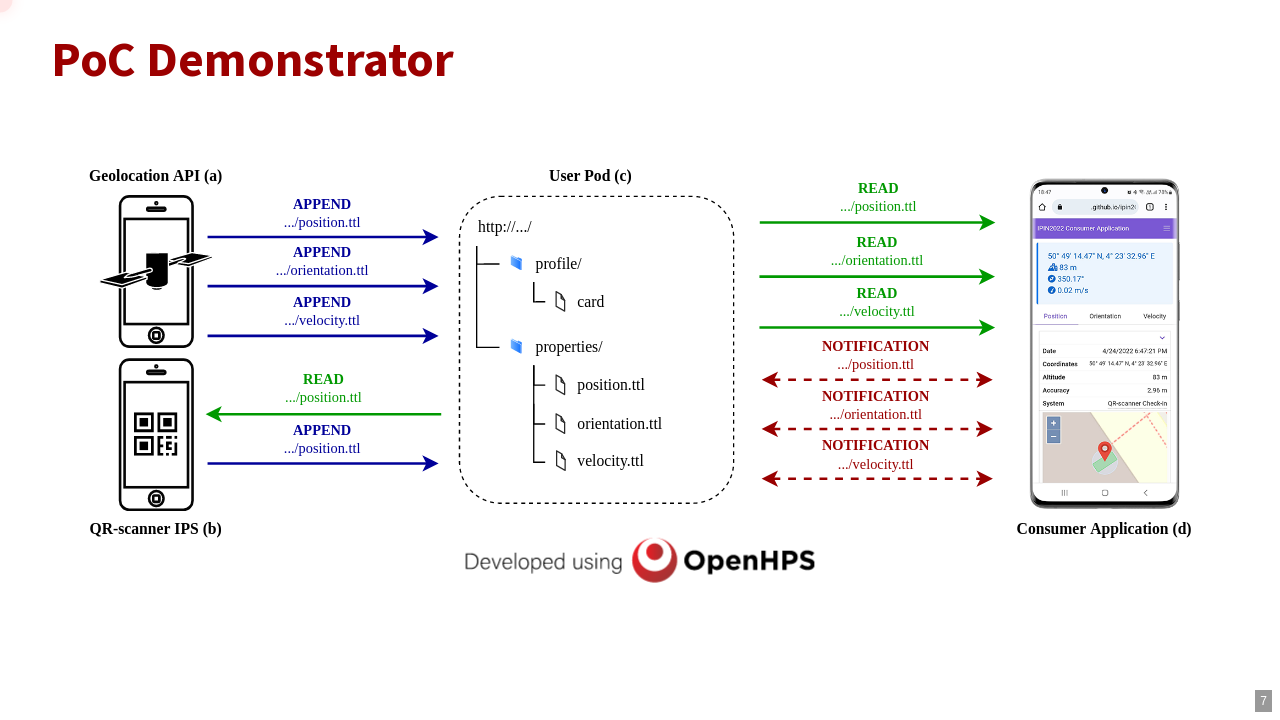 PoC Demonstrator
Geolocation API (a)
APPEND
.../position.ttl
APPEND
.../orientation.ttl
APPEND
.../velocity.ttl
READ
.../position.ttl
APPEND
.../position.ttl
QR-scanner IPS (b)
User Pod (c)
http://.../
profile/
card
properties/
position.ttl
orientation.ttl
velocity.ttl
Developed using OpenHPS
READ
.../position.ttl
READ
.../orientation.ttl
READ
.../velocity.ttl
NOTIFICATION
.../position.ttl
NOTIFICATION
.../orientation.ttl
NOTIFICATION
.../velocity.ttl
18:47
.github.io/ipin2
IPIN2022 Consumer Application
50° 49' 14.47" N, 4° 23' 32.96" E
83 m
350.17°
0.02 m/s
Position Orientation Velocity
Date 4/24/2022 6:47:21 PM
Coordinates 50° 49' 14.47" N, 4° 23' 32.96" E
Altitude 83 m
Accuracy 2.96 m
System QR-scanner Check-in
+
−
Consumer Application (d)
7